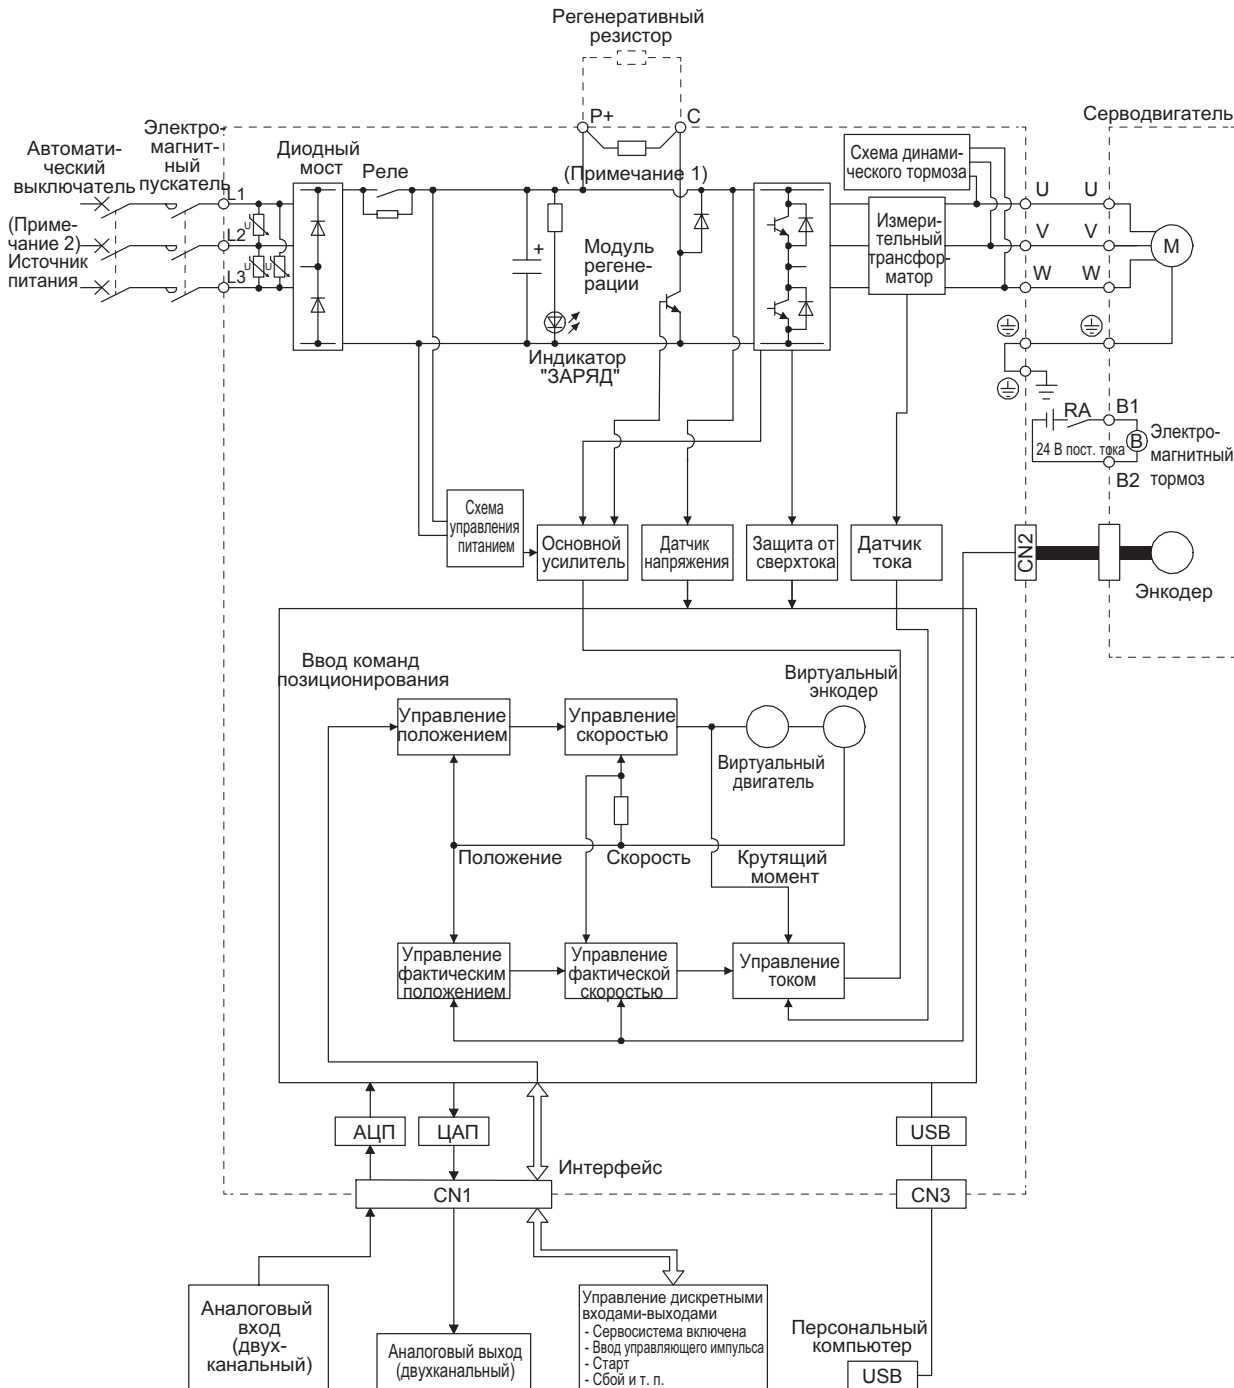 Регенеративный
резистор
P+
C
Серводвигатель
Электро-
магнит-
ный
пускатель
Автомати-
ческий
выключатель
Диодный
мост
Реле
(Примечание 1)
Схема динами-
ческого тормоза
L1
L2
L3
(Приме-
чание 2)
Источник
питания
U
U
U
+
Модуль
регене-
рации
Измери-
тельный
трансфор-
матор
U
U
V
V
W
W
M
Индикатор
"ЗАРЯД"
RA
B1
24 В пост. тока
B
B2
Электро-
магнитный
тормоз
Схема
управления
питанием
Основной
усилитель
Датчик
напряжения
Защита от
сверхтока
Датчик
тока
CN2
Энкодер
Ввод команд
позиционирования
Виртуальный
энкодер
Управление
положением
Управление
скоростью
Виртуальный
двигатель
Положение
Скорость
Крутящий
момент
Управление
фактическим
положением
Управление
фактической
скоростью
Управление
током
АЦП
ЦАП
USB
Интерфейс
CN1
CN3
Аналоговый
вход
(двух-
канальный)
Аналоговый выход
(двухканальный)
Управление дискретными
входами-выходами
- Сервосистема включена
- Ввод управляющего импульса
- Старт
- Сбой и т. п.
Персональный
компьютер
USB